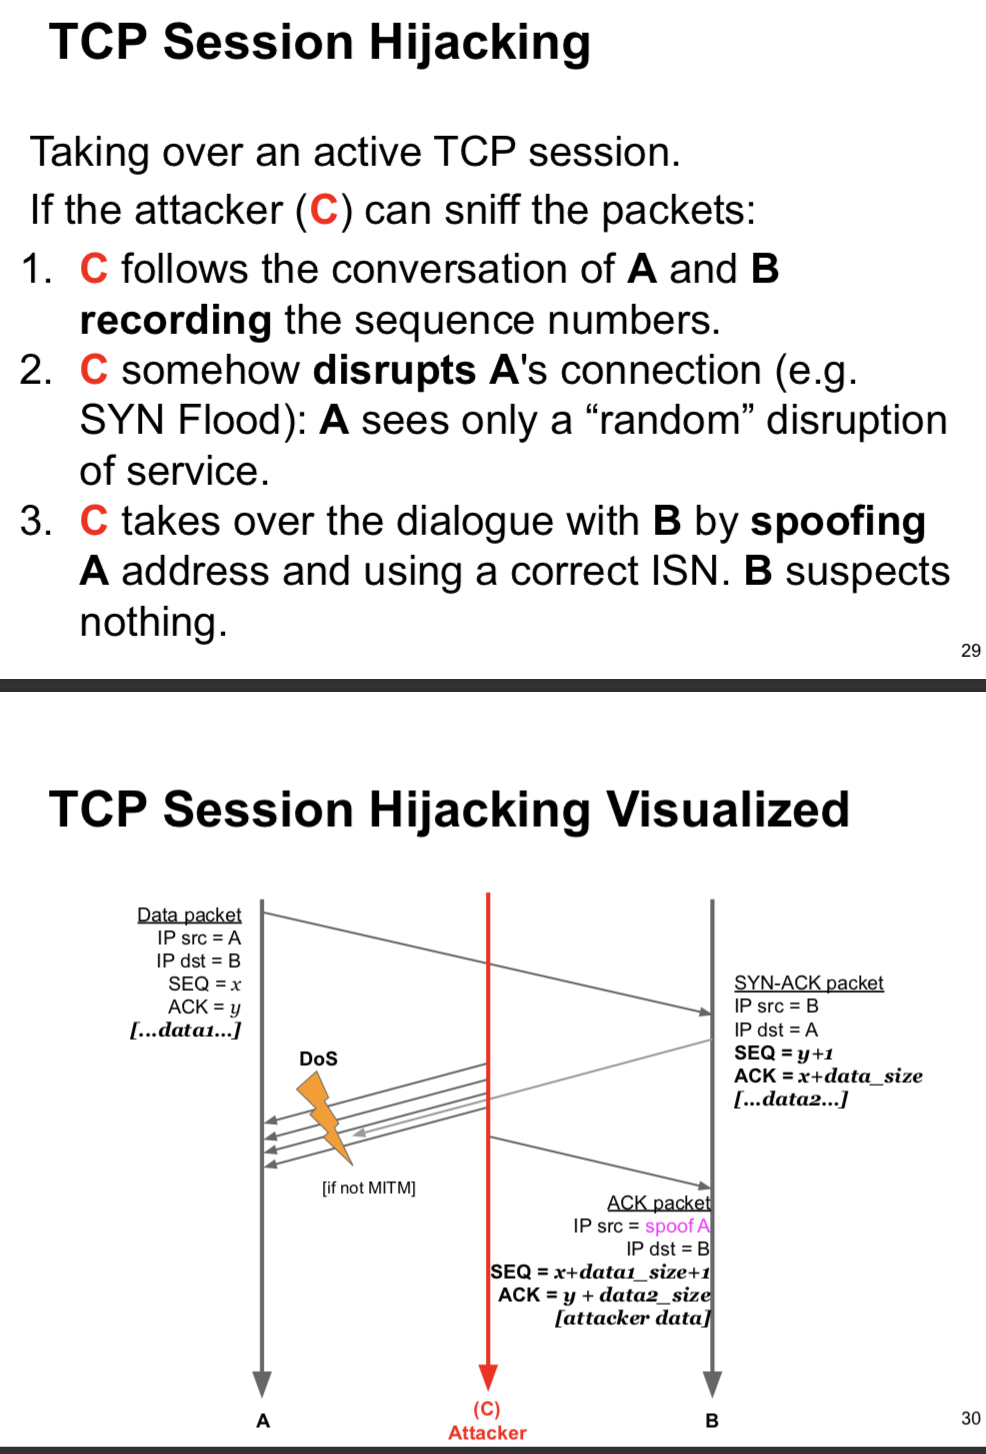 TCP Session Hijacking
Taking over an active TCP session.
If the attacker (C) can sniff the packets:
1. C follows the conversation of A and B
recording the sequence numbers.
2. C somehow disrupts A's connection (e.g.
SYN Flood): A sees only a “random” disruption
of service.
3. C takes over the dialogue with B by spoofing
A address and using a correct ISN. B suspects
nothing.
29
TCP Session Hijacking Visualized
Data packet
IP src = A
IP dst = B
SEQ = x
ACK = y
[...data1...]
DoS
[if not MITM]
SYN-ACK packet
IP src = B
IP dst = A
SEQ = y+1
ACK = x+data_size
[...data2...]
ACK packet
IP src = spoof A
IP dst = B
SEQ = x+data1_size+1
ACK = y + data2_size
[attacker data]
A
(C)
Attacker
B
30